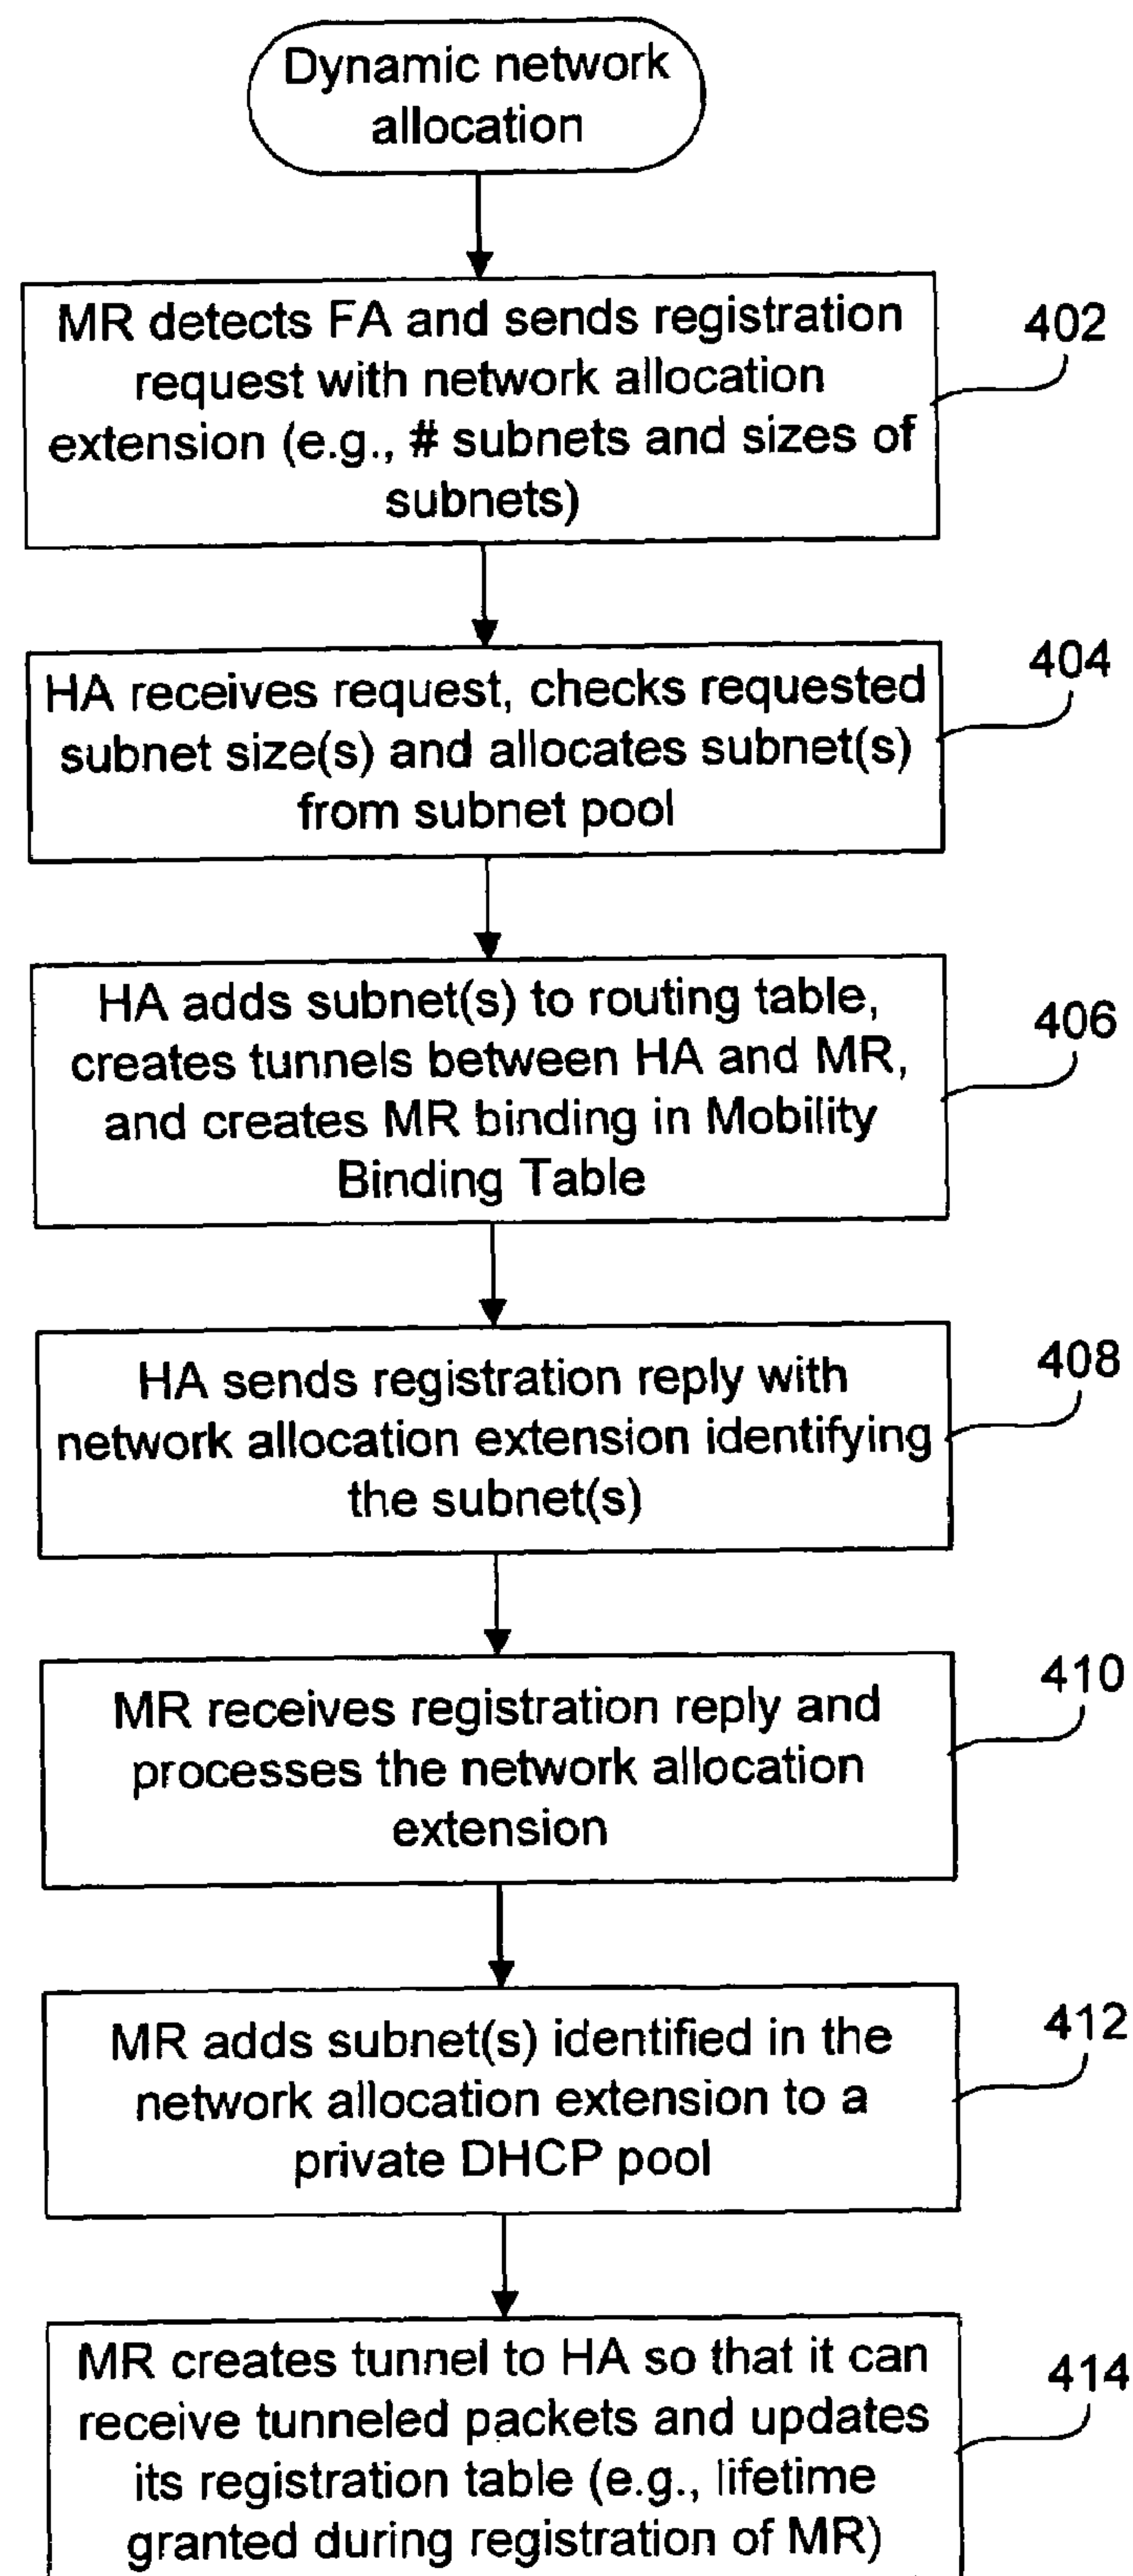 Dynamic network
allocation
MR detects FA and sends registration
request with network allocation
extension (e.g., # subnets and sizes of
subnets)
402
HA receives request, checks requested
subnet size(s) and allocates subnet(s)
from subnet pool
404
HA adds subnet(s) to routing table,
creates tunnels between HA and MR,
and creates MR binding in Mobility
Binding Table
406
HA sends registration reply with
network allocation extension identifying
the subnet(s)
408
MR receives registration reply and
processes the network allocation
extension
410
MR adds subnet(s) identified in the
network allocation extension to a
private DHCP pool
412
MR creates tunnel to HA so that it can
receive tunneled packets and updates
its registration table (e.g., lifetime
granted during registration of MR)
414